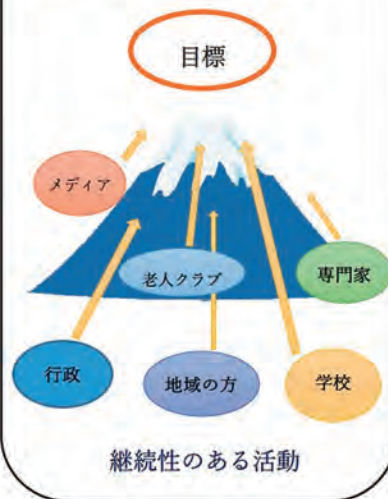 目標
メディア
老人クラブ
専門家
行政
地域の方
学校
継続性のある活動